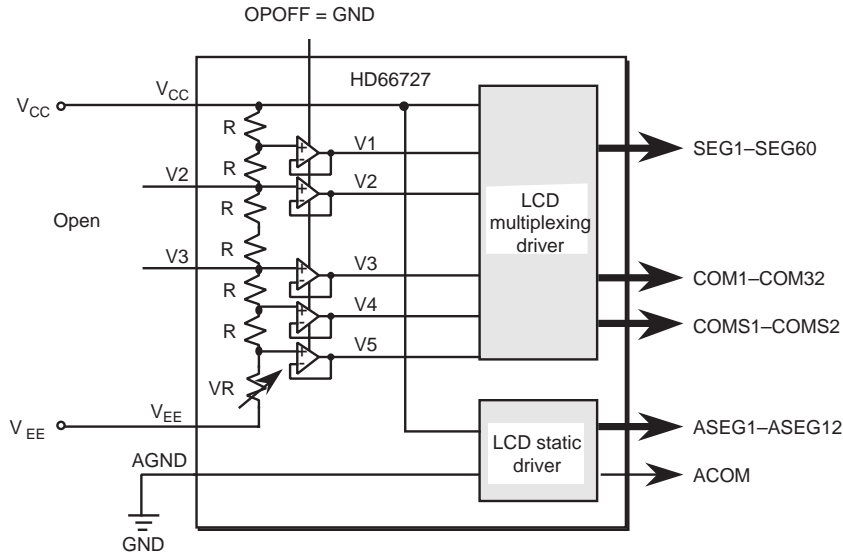 OPOFF = GND
HD66727
VCC
VCC
R
V1
SEG1–SEG60
R
V2
V2
LCD
multiplexing
driver
R
Open
R
V3
V3
COM1–COM32
R
V4
COMS1–COMS2
R
V5
VR
VEE
VEE
ASEG1–ASEG12
LCD static
driver
AGND
ACOM
GND